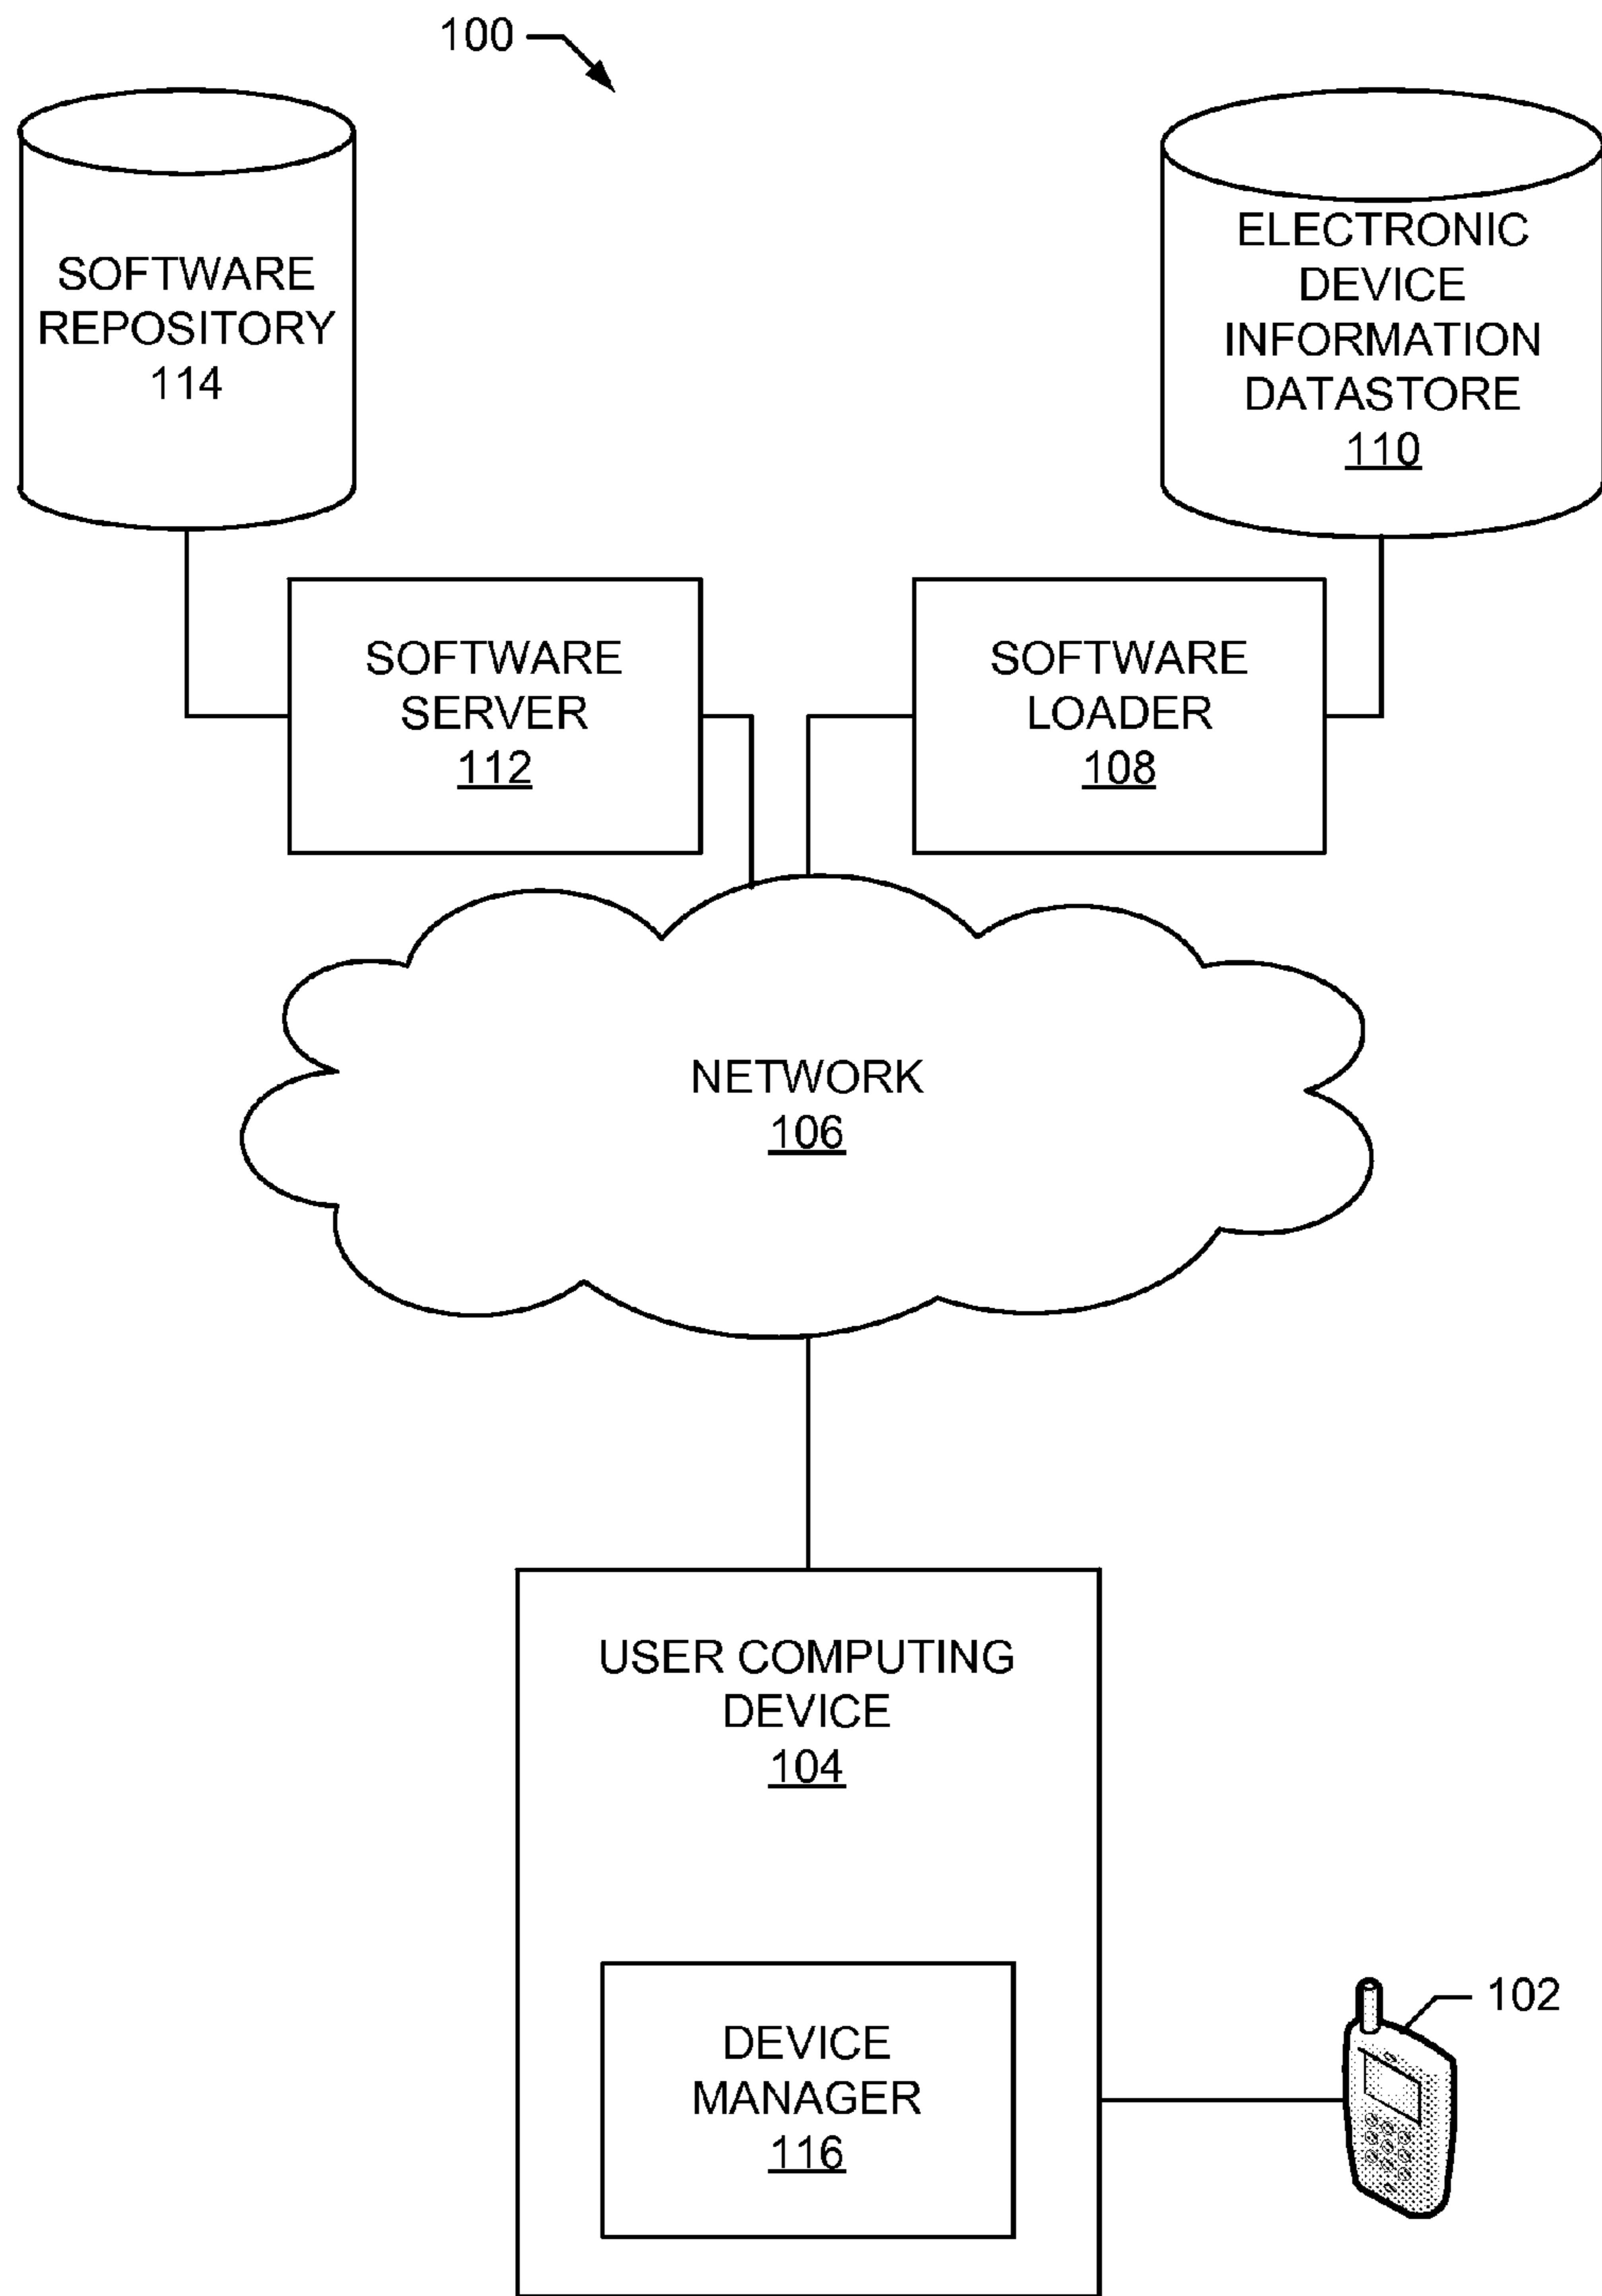 100
SOFTWARE
REPOSITORY
114
ELECTRONIC
DEVICE
INFORMATION
DATASTORE
110
SOFTWARE
SERVER
112
SOFTWARE
LOADER
108
NETWORK
106
USER COMPUTING
DEVICE
104
DEVICE
MANAGER
116
102